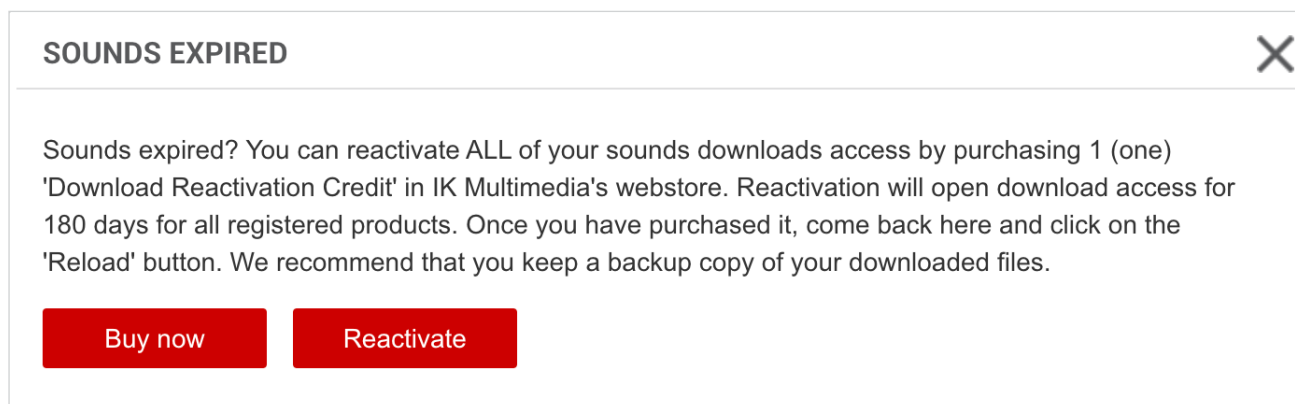 SOUNDS EXPIRED
Sounds expired? You can reactivate ALL of your sounds downloads access by purchasing 1 (one)
'Download Reactivation Credit' in IK Multimedia's webstore. Reactivation will open download access for
180 days for all registered products. Once you have purchased it, come back here and click on the
'Reload' button. We recommend that you keep a backup copy of your downloaded files.
Buy now
Reactivate